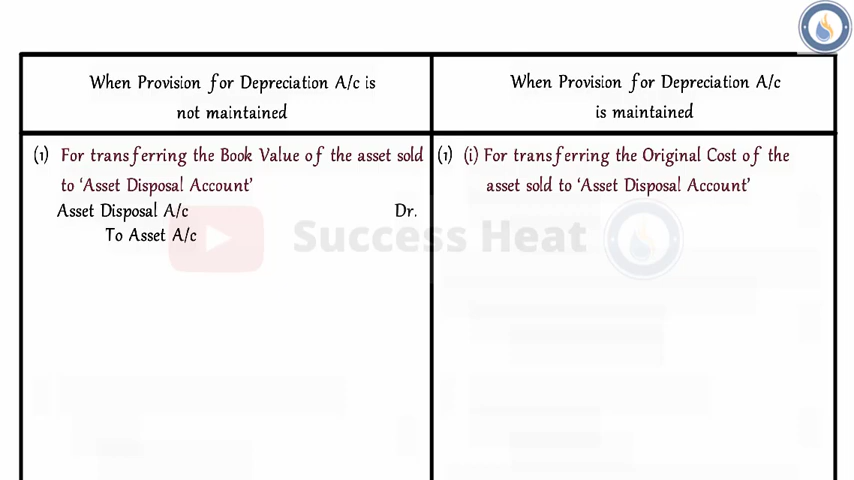 When Provision for Depreciation A/c is
not maintained
When Provision for Depreciation A/c
is maintained
(1) For transferring the Book Value of the asset sold
to ‘Asset Disposal Account’
Asset Disposal A/c Dr.
To Asset A/c
(1) (i) For transferring the Original Cost of the
asset sold to ‘Asset Disposal Account’
Success Heat